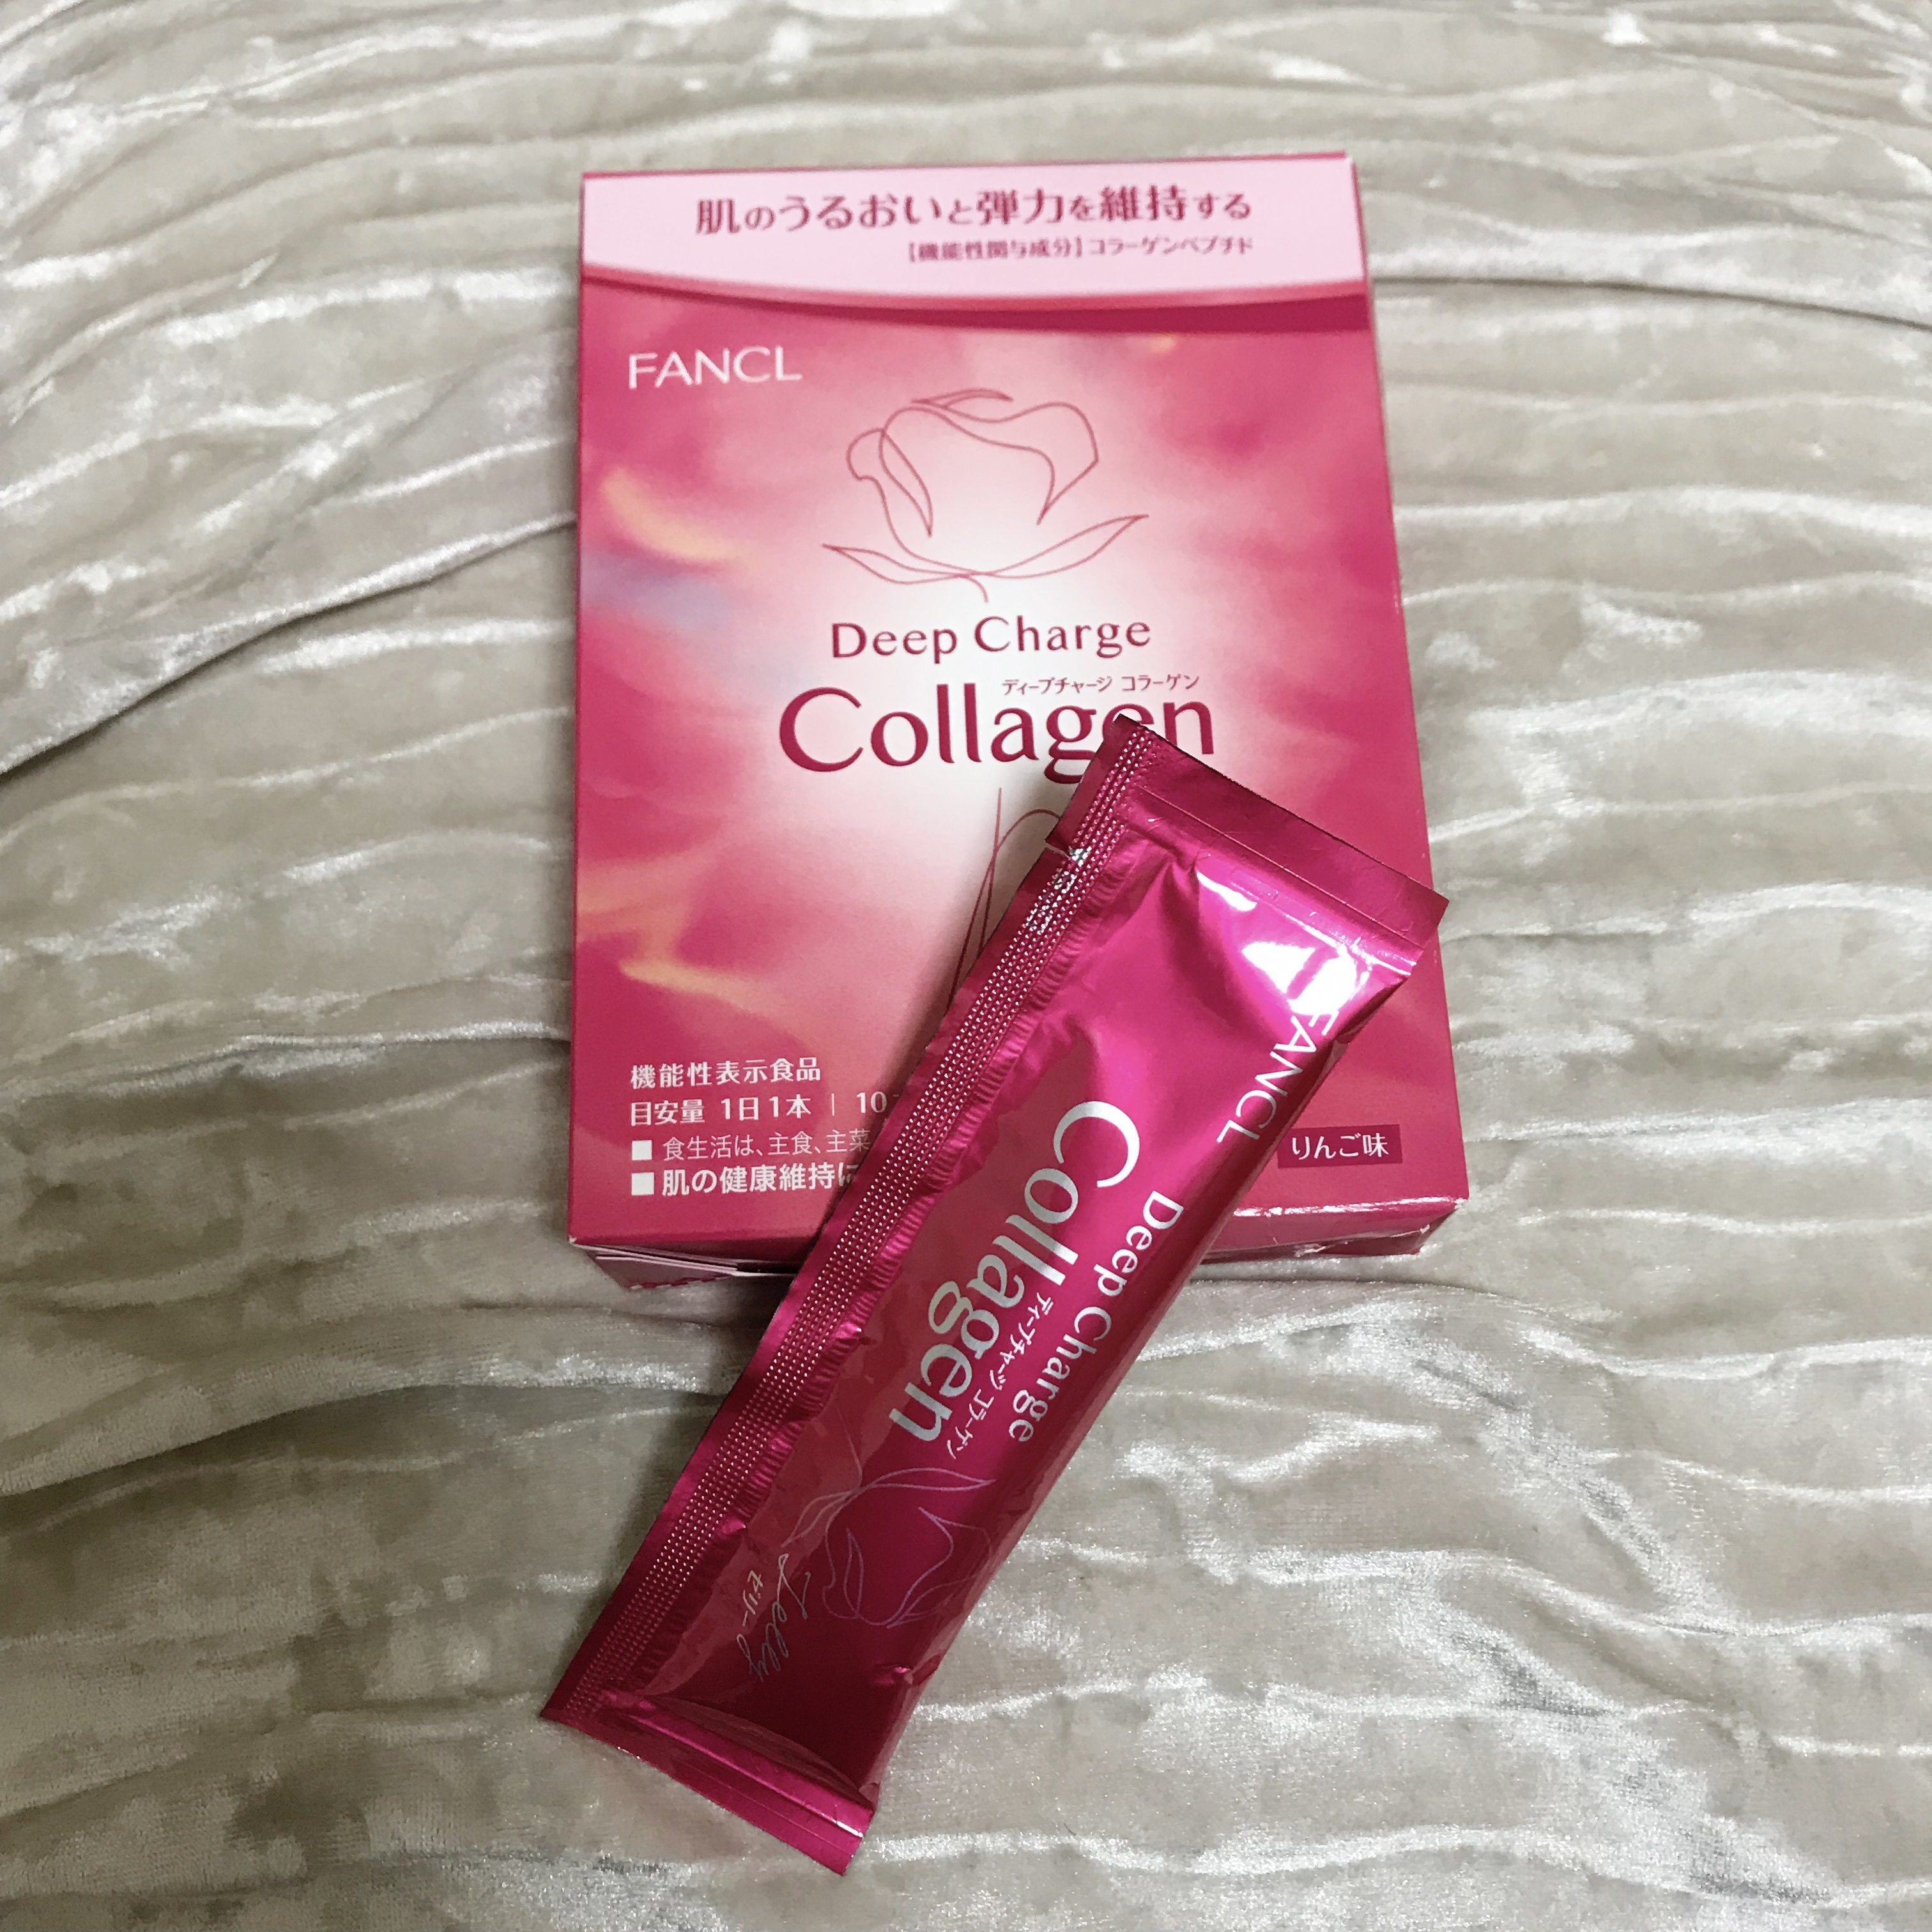 肌のうるおいと弾力を維持する
【機能性関与成分】コラーゲンペプチド
FANCL
Deep Charge
ディープチャージ コラーゲン
Collagen
機能性表示食品
目安量 1日1本 | 10
■ 食生活は、主食、主菜
■ 肌の健康維持に
りんご味
FANCL
Deep Charge
ディープチャージ コラーゲン
Collagen
Jelly
ゼリー